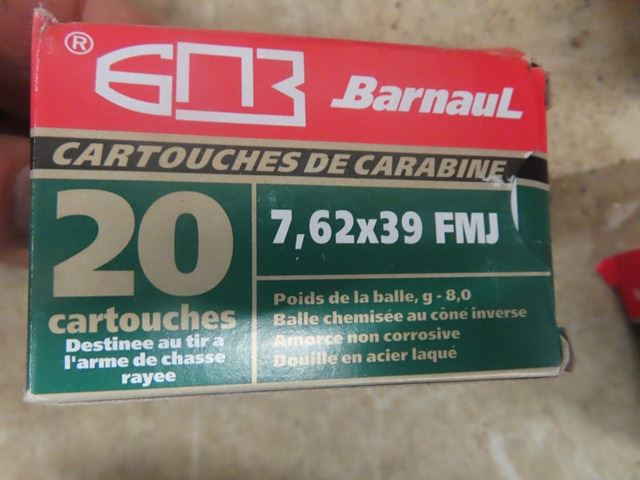 ®
БПЗ Barnaul
CARTOUCHES DE CARABINE
20
cartouches
Destinee au tir a
l'arme de chasse
rayee
7,62x39 FMJ
Poids de la balle, g - 8,0
Balle chemisée au cône inverse
Amorce non corrosive
Douille en acier laqué